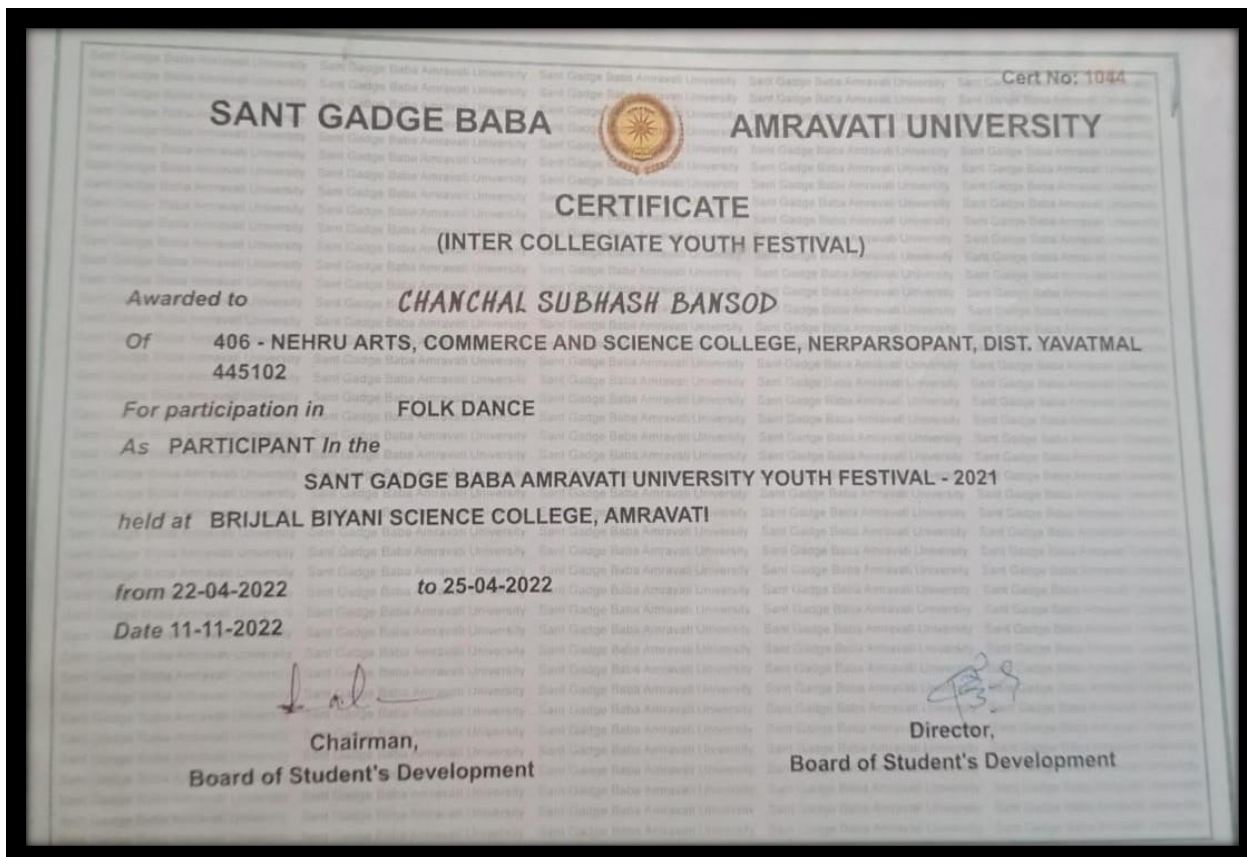 Cert No: 1044
SANT GADGE BABA AMRAVATI UNIVERSITY
CERTIFICATE
(INTER COLLEGIATE YOUTH FESTIVAL)
Awarded to CHANCHAL SUBHASH BANSOD
Of 406 - NEHRU ARTS, COMMERCE AND SCIENCE COLLEGE, NERPARSOPANT, DIST. YAVATMAL
445102
For participation in FOLK DANCE
As PARTICIPANT In the
SANT GADGE BABA AMRAVATI UNIVERSITY YOUTH FESTIVAL - 2021
held at BRIJLAL BIYANI SCIENCE COLLEGE, AMRAVATI
from 22-04-2022 to 25-04-2022
Date 11-11-2022
Chairman, Director,
Board of Student's Development Board of Student's Development